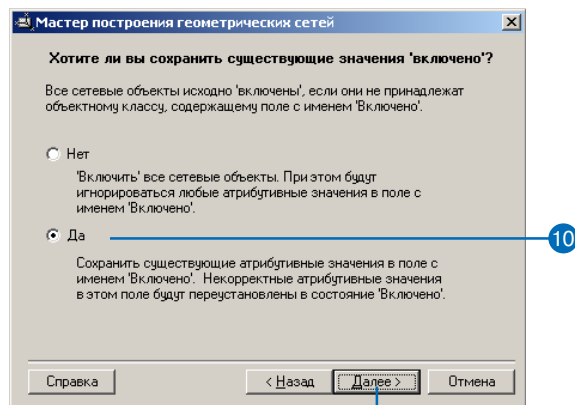 Мастер построения геометрических сетей
Хотите ли вы сохранить существующие значения 'включено'?
Все сетевые объекты исходно 'включены', если они не принадлежат
объектному классу, содержащему поле с именем 'Включено'.
Нет
'Включить' все сетевые объекты. При этом будут
игнорироваться любые атрибутивные значения в поле с
именем 'Включено'.
Да
10
Сохранить существующие атрибутивные значения в поле с
именем 'Включено'. Некорректные атрибутивные значения
в этом поле будут переустановлены в состояние 'Включено'.
Справка
< Назад
Далее >
Отмена